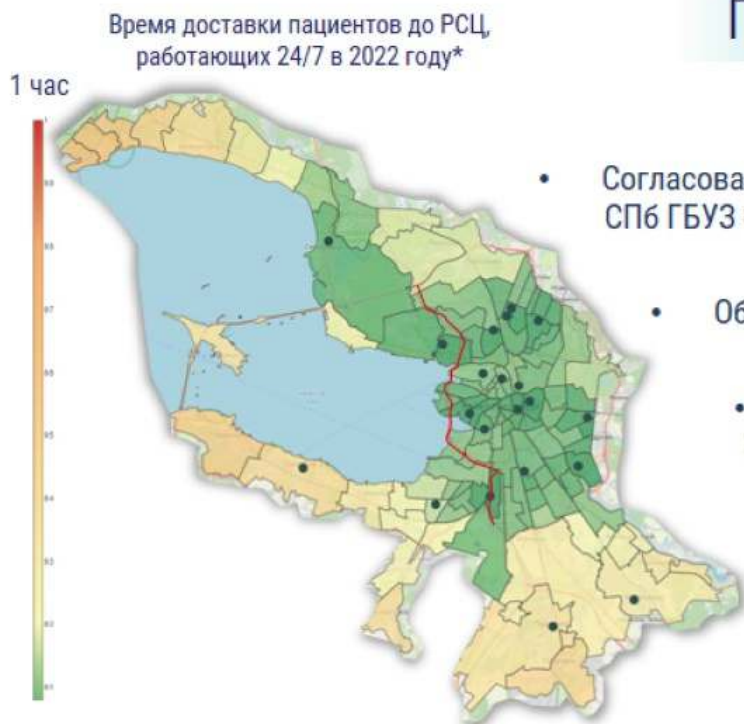 Время доставки пациентов до РСЦ,
работающих 24/7 в 2022 году*
1 час
Согласова
СПб ГБУЗ
Об